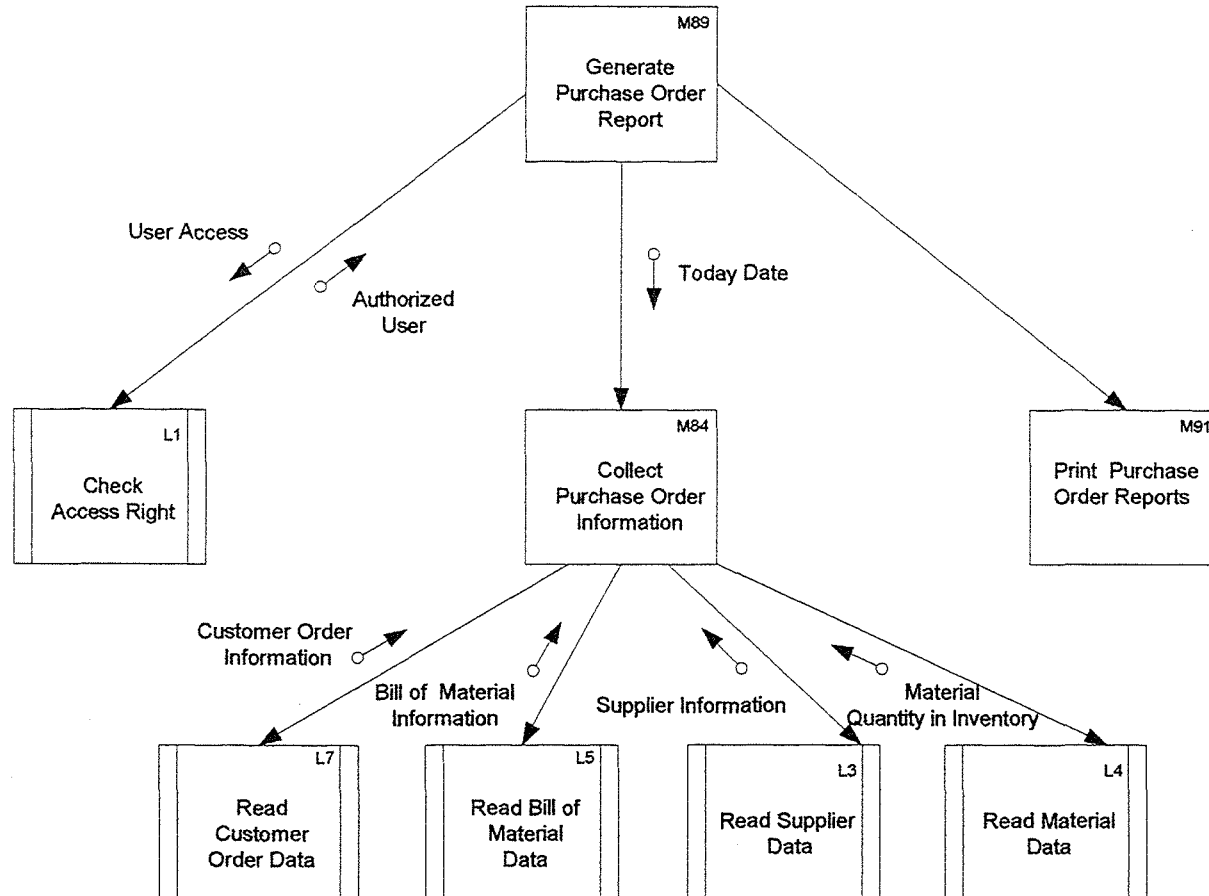 M89
Generate
Purchase Order
Report
User Access
Authorized
User
Today Date
L1
Check
Access Right
M84
Collect
Purchase Order
Information
M91
Print Purchase
Order Reports
Customer Order
Information
Bill of Material
Information
Supplier Information
Material
Quantity in Inventory
L7
Read
Customer
Order Data
L5
Read Bill of
Material
Data
L3
Read Supplier
Data
L4
Read Material
Data